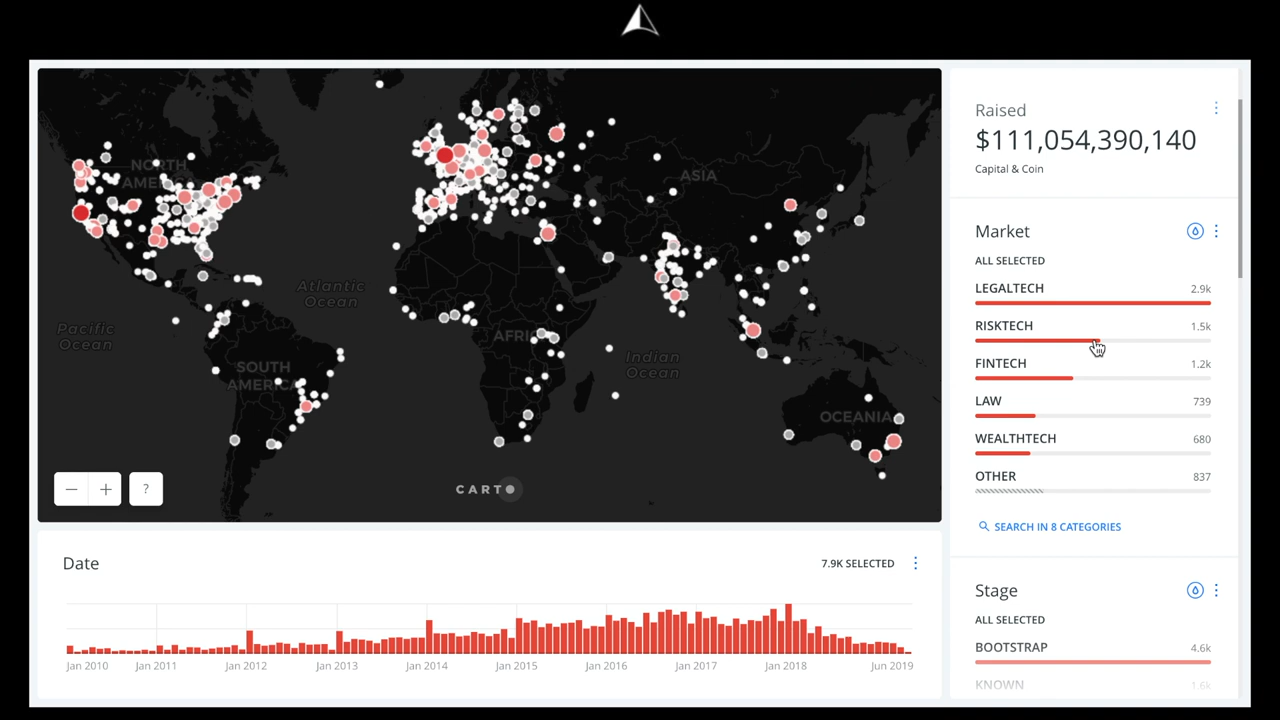 NORTH
AMERICA
ASIA
Atlantic
Ocean
Pacific
Ocean
AFRICA
Indian
Ocean
SOUTH
AMERICA
OCEANIA
−
+
?
CARTO
Raised
$111,054,390,140
Capital & Coin
Market
ALL SELECTED
LEGALTECH 2.9k
RISKTECH 1.5k
FINTECH 1.2k
LAW 739
WEALTHTECH 680
OTHER 837
SEARCH IN 8 CATEGORIES
Date 7.9K SELECTED
Jan 2010 Jan 2011 Jan 2012 Jan 2013 Jan 2014 Jan 2015 Jan 2016 Jan 2017 Jan 2018 Jun 2019
Stage
ALL SELECTED
BOOTSTRAP 4.6k
KNOWN 1.6k